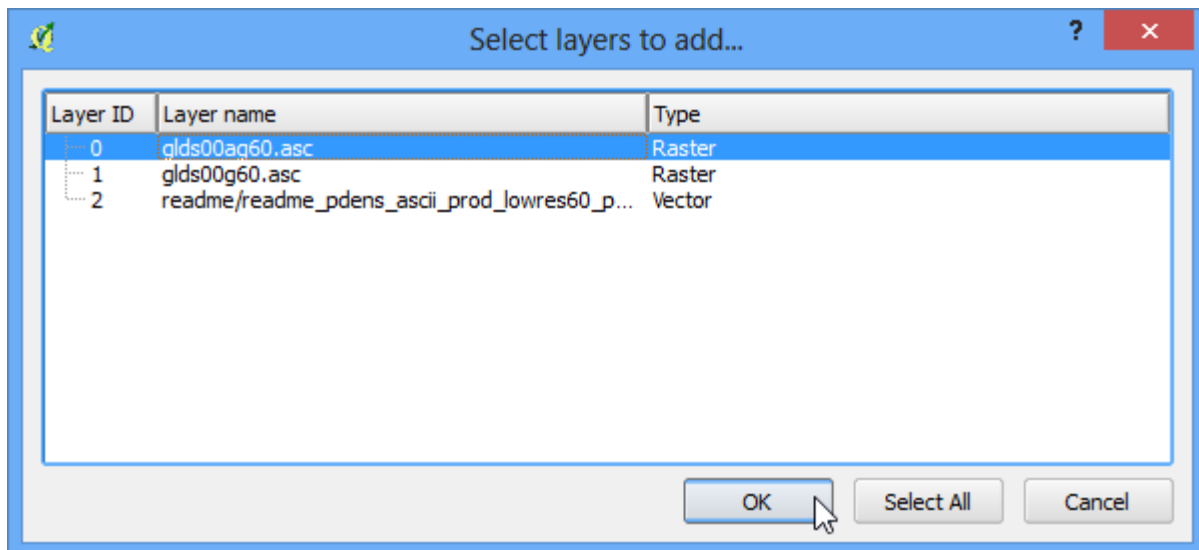 Select layers to add...
?
Layer ID Layer name Type
0 glds00ag60.asc Raster
1 glds00g60.asc Raster
2 readme/readme_pdens_ascii_prod_lowres60_p... Vector
OK Select All Cancel